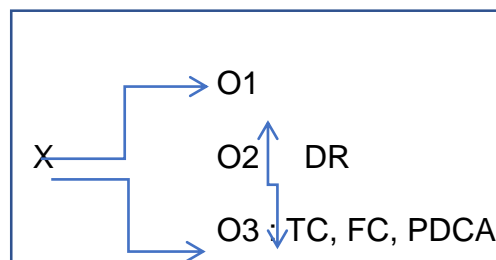 O1
X O2 DR
O3 : TC, FC, PDCA